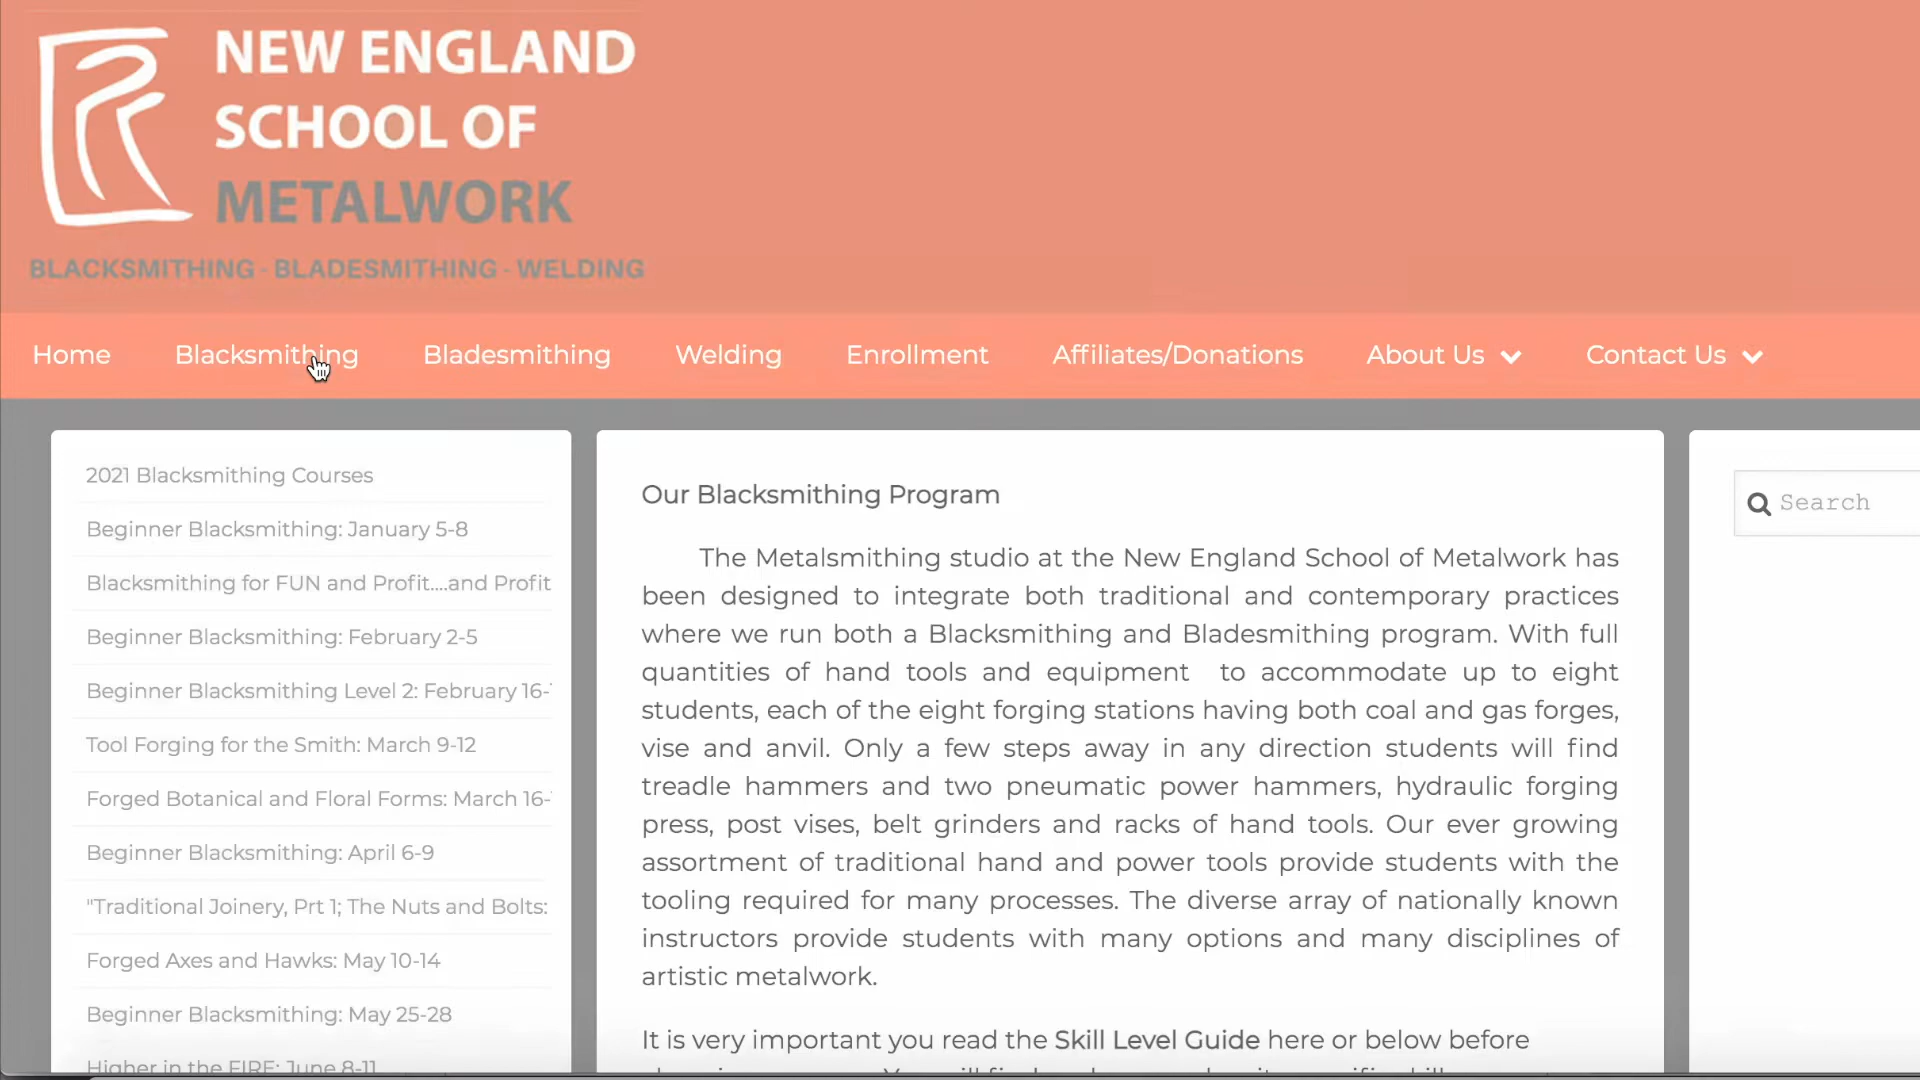 NEW ENGLAND
SCHOOL OF
METALWORK
BLACKSMITHING - BLADESMITHING - WELDING
Home Blacksmithing Bladesmithing Welding Enrollment Affiliates/Donations About Us Contact Us
2021 Blacksmithing Courses
Beginner Blacksmithing: January 5-8
Blacksmithing for FUN and Profit....and Profit
Beginner Blacksmithing: February 2-5
Beginner Blacksmithing Level 2: February 16-
Tool Forging for the Smith: March 9-12
Forged Botanical and Floral Forms: March 16-
Beginner Blacksmithing: April 6-9
"Traditional Joinery, Prt 1; The Nuts and Bolts:
Forged Axes and Hawks: May 10-14
Beginner Blacksmithing: May 25-28
Higher in the FIRE: June 8-11
Our Blacksmithing Program
The Metalsmithing studio at the New England School of Metalwork has
been designed to integrate both traditional and contemporary practices
where we run both a Blacksmithing and Bladesmithing program. With full
quantities of hand tools and equipment to accommodate up to eight
students, each of the eight forging stations having both coal and gas forges,
vise and anvil. Only a few steps away in any direction students will find
treadle hammers and two pneumatic power hammers, hydraulic forging
press, post vises, belt grinders and racks of hand tools. Our ever growing
assortment of traditional hand and power tools provide students with the
tooling required for many processes. The diverse array of nationally known
instructors provide students with many options and many disciplines of
artistic metalwork.
It is very important you read the Skill Level Guide here or below before
Search